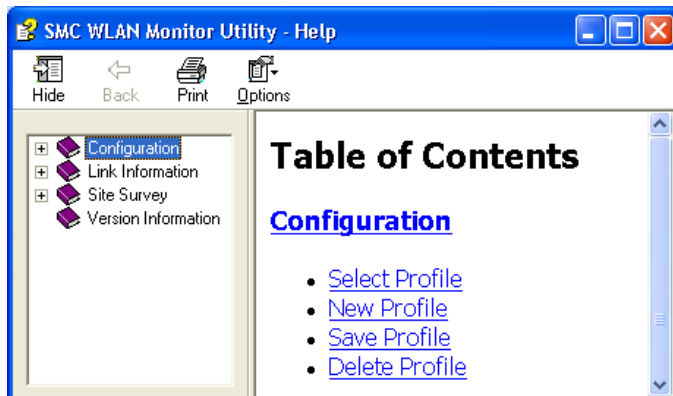 SMC WLAN Monitor Utility - Help
Hide Back Print Options
Configuration
Link Information
Site Survey
Version Information
Table of Contents
Configuration
Select Profile
New Profile
Save Profile
Delete Profile